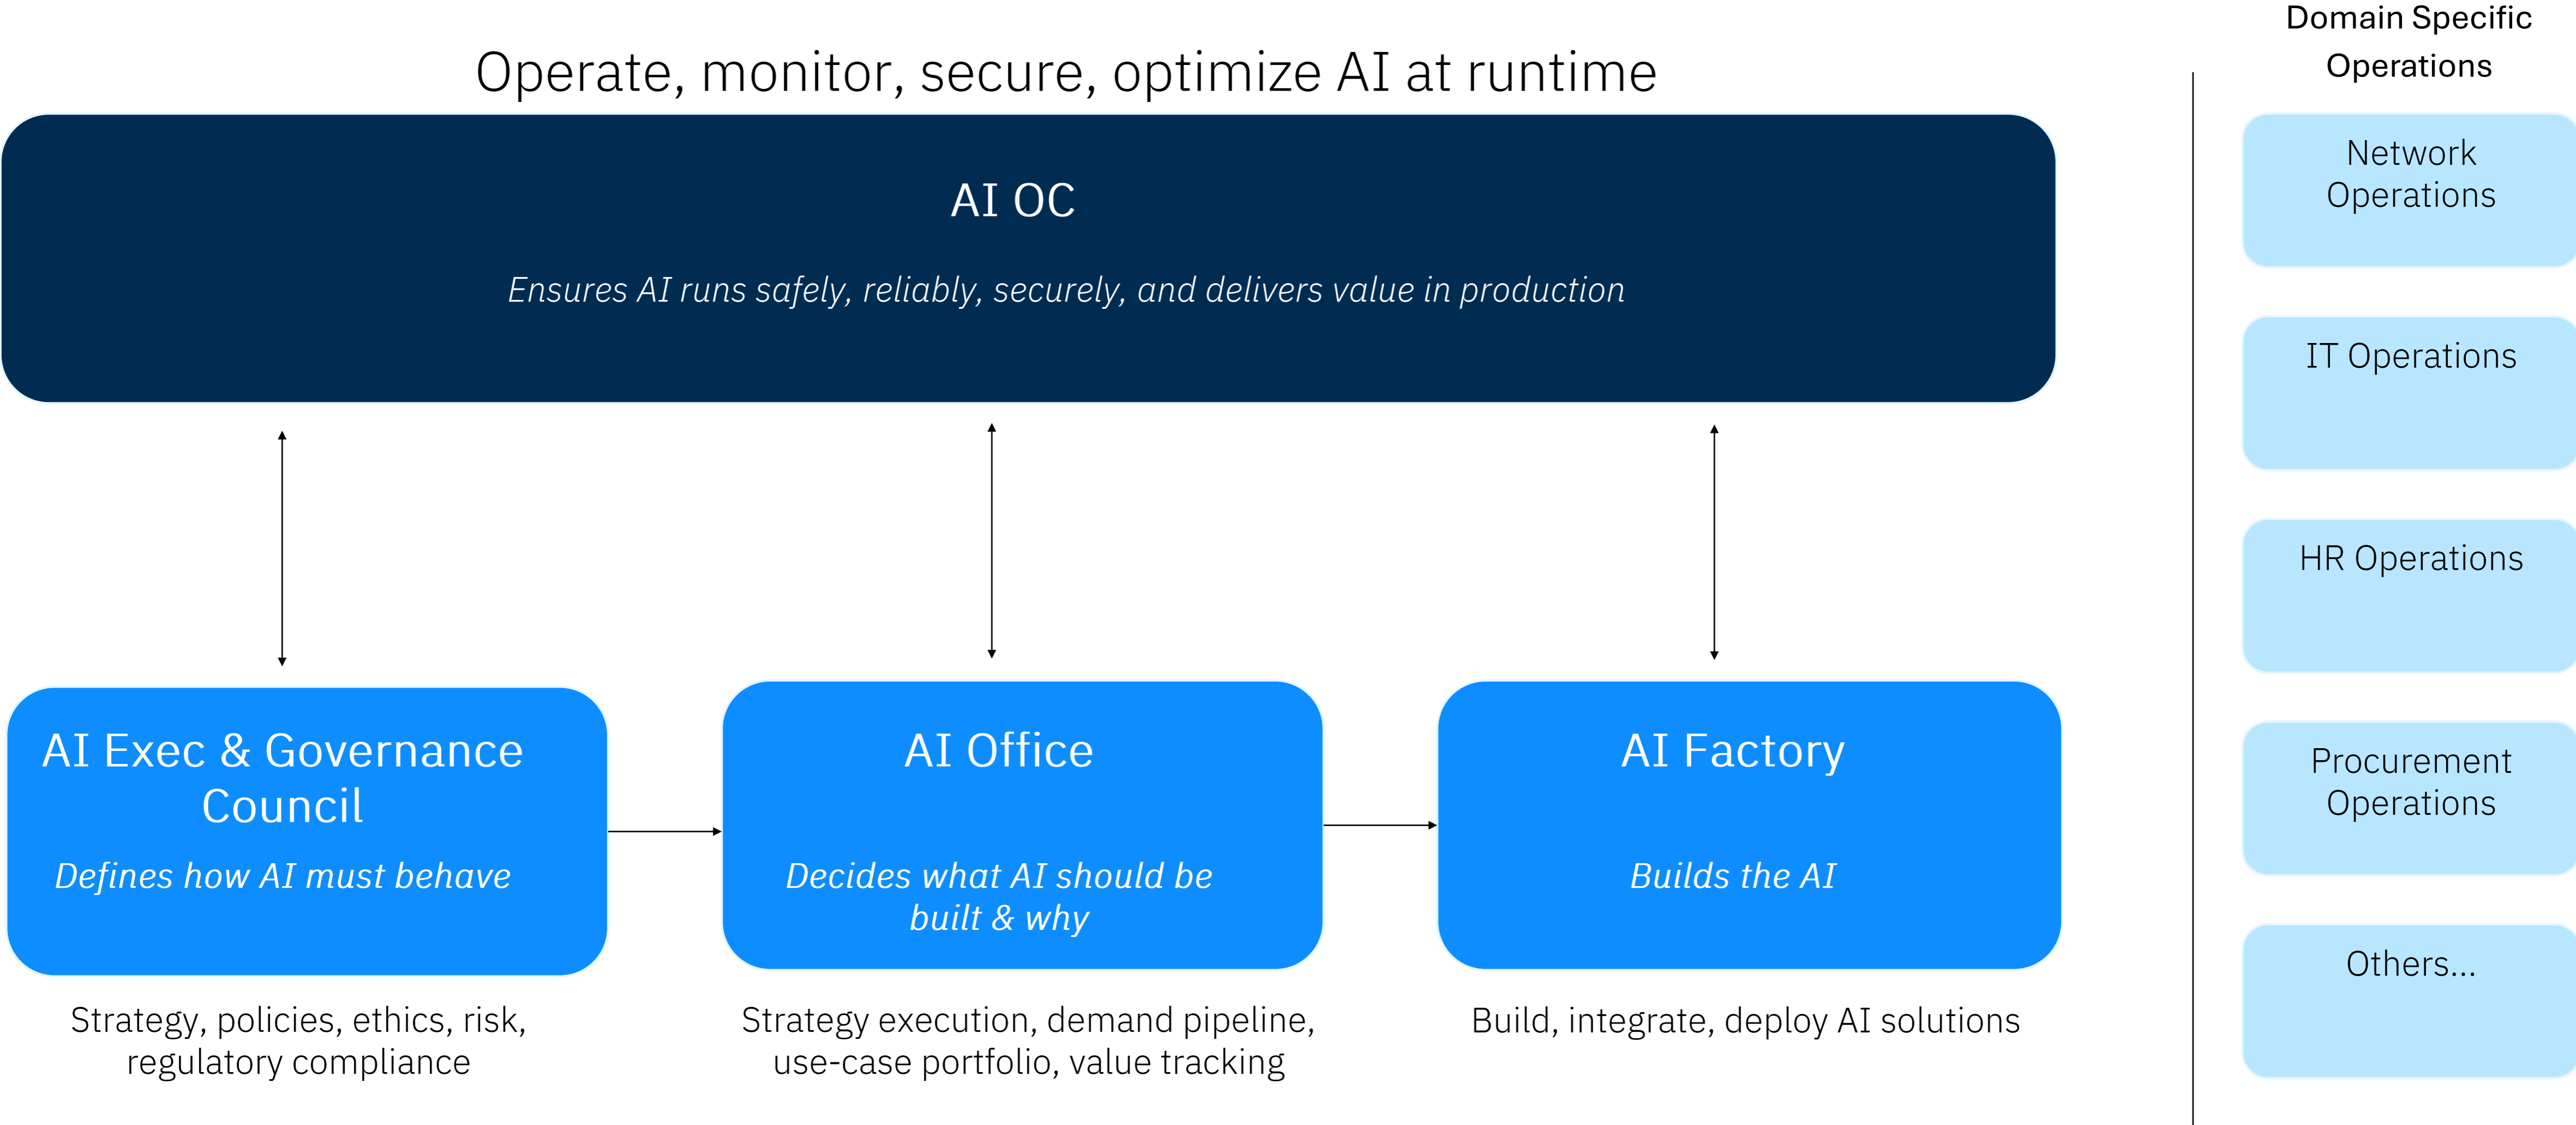 Operate, monitor, secure, optimize AI at runtime
AI OC
Ensures AI runs safely, reliably, securely, and delivers value in production
AI Exec & Governance
Council
Defines how AI must behave
Strategy, policies, ethics, risk,
regulatory compliance
AI Office
Decides what AI should be
built & why
Strategy execution, demand pipeline,
use-case portfolio, value tracking
AI Factory
Builds the AI
Build, integrate, deploy AI solutions
Domain Specific
Operations
Network
Operations
IT Operations
HR Operations
Procurement
Operations
Others...